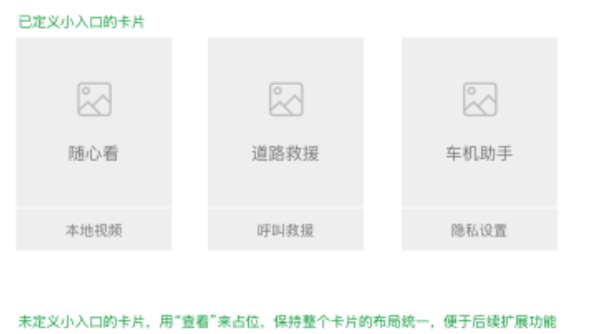 已定义小入口的卡片
随心看
道路救援
车机助手
本地视频
呼叫救援
隐私设置
未定义小入口的卡片，用“查看”来占位，保持整个卡片的布局统一，便于后续扩展功能